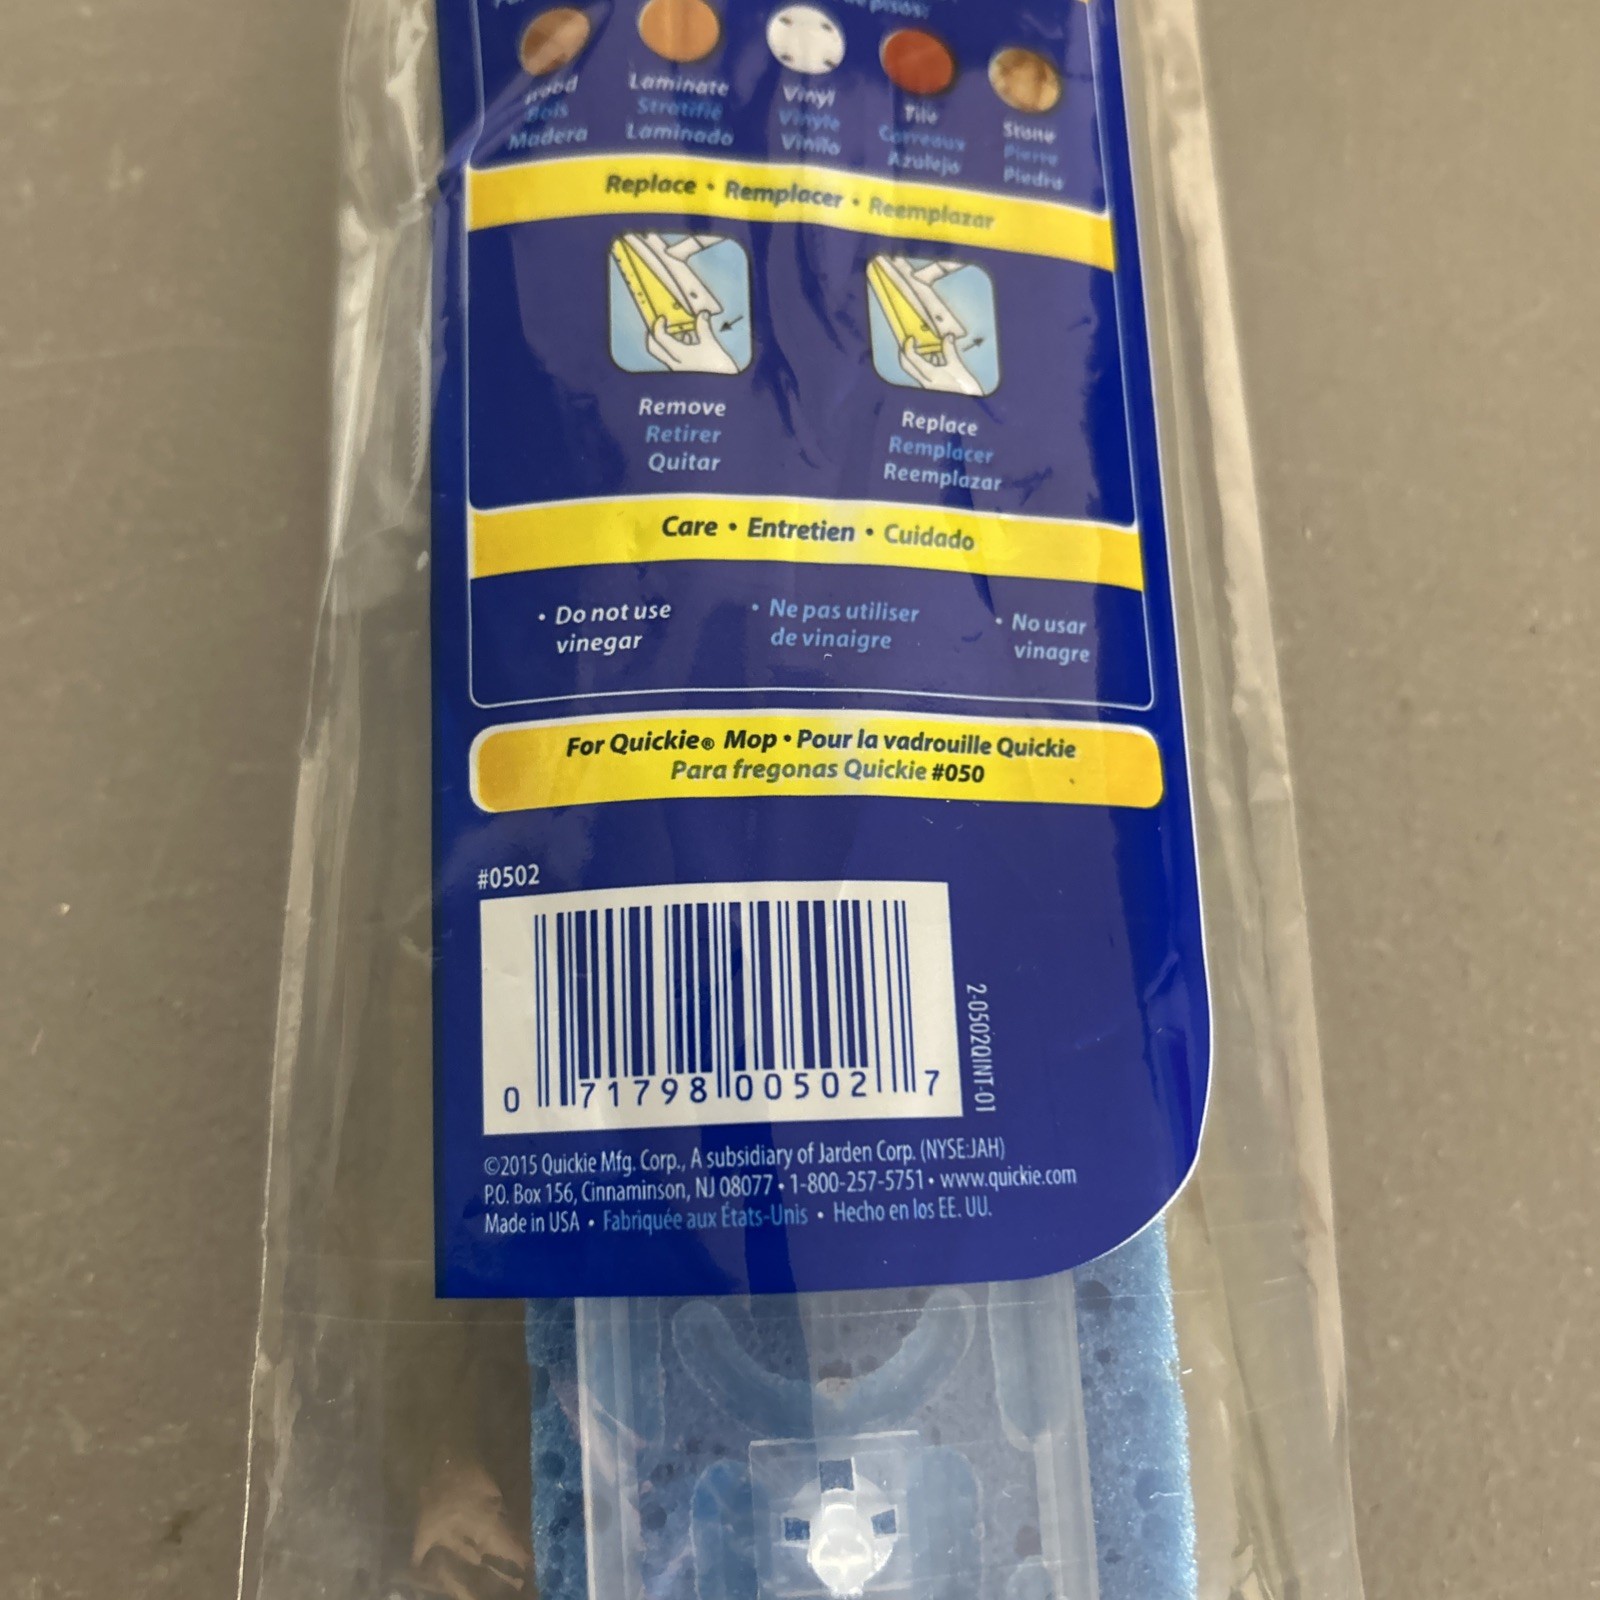 pisos:
Wood Laminate Vinyl Tile Stone
Bois Stratifié Vinyle Carreaux Pierre
Madera Laminado Vinilo Azulejo Piedra
Replace • Remplacer • Reemplazar
Remove
Retirer
Quitar
Replace
Remplacer
Reemplazar
Care • Entretien • Cuidado
• Do not use
vinegar
• Ne pas utiliser
de vinaigre
• No usar
vinagre
For Quickie® Mop • Pour la vadrouille Quickie
Para fregonas Quickie #050
#0502
0 71798 00502 7
2-0502QINT-01
©2015 Quickie Mfg. Corp., A subsidiary of Jarden Corp. (NYSE:JAH)
P.O. Box 156, Cinnaminson, NJ 08077 • 1-800-257-5751 • www.quickie.com
Made in USA • Fabriquée aux États-Unis • Hecho en los EE. UU.